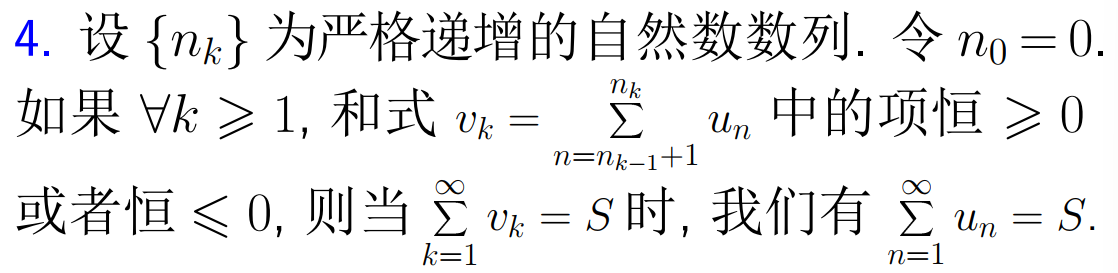 4. 设 {n_k} 为严格递增的自然数数列. 令 n_0 = 0.
如果 ∀k ⩾ 1, 和式 v_k = \sum_{n=n_{k-1}+1}^{n_k} u_n 中的项恒 ⩾ 0
或者恒 ⩽ 0, 则当 \sum_{k=1}^{∞} v_k = S 时, 我们有 \sum_{n=1}^{∞} u_n = S.